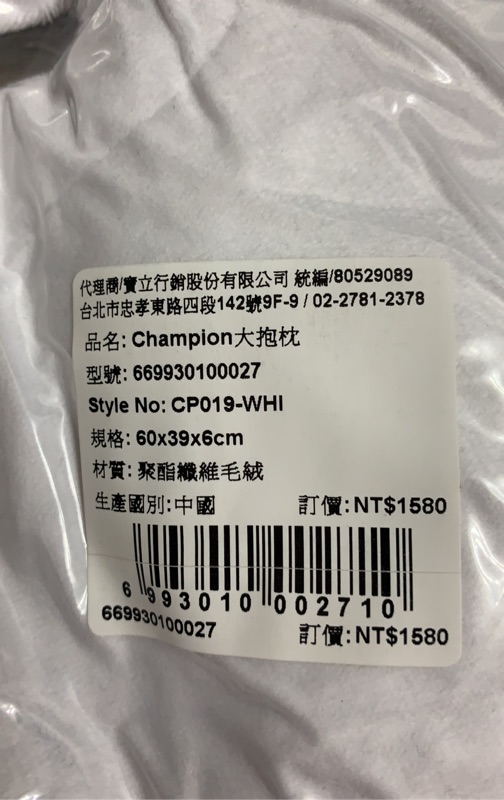 代理商/寶立行銷股份有限公司 統編/80529089
台北市忠孝東路四段142號9F-9 / 02-2781-2378
品名: Champion大抱枕
型號: 669930100027
Style No: CP019-WHI
規格: 60x39x6cm
材質: 聚酯纖維毛絨
生產國別:中國 訂價:NT$1580
6 993010 002710
669930100027 訂價:NT$1580